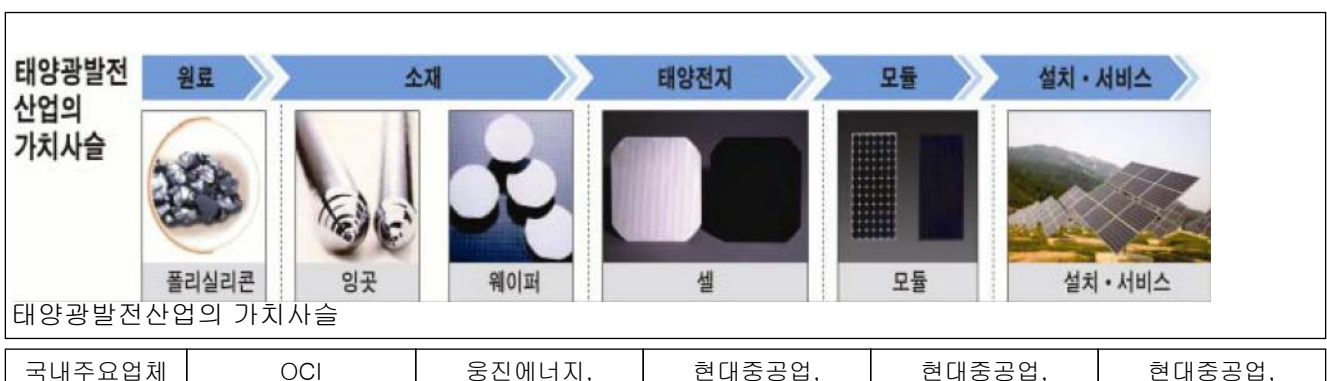 태양광발전
산업의
가치사슬
원료 소재 태양전지 모듈 설치・서비스
폴리실리콘 잉곳 웨이퍼 셀 모듈 설치・서비스
태양광발전산업의 가치사슬
국내주요업체 OCI 웅진에너지, 현대중공업, 현대중공업, 현대중공업,